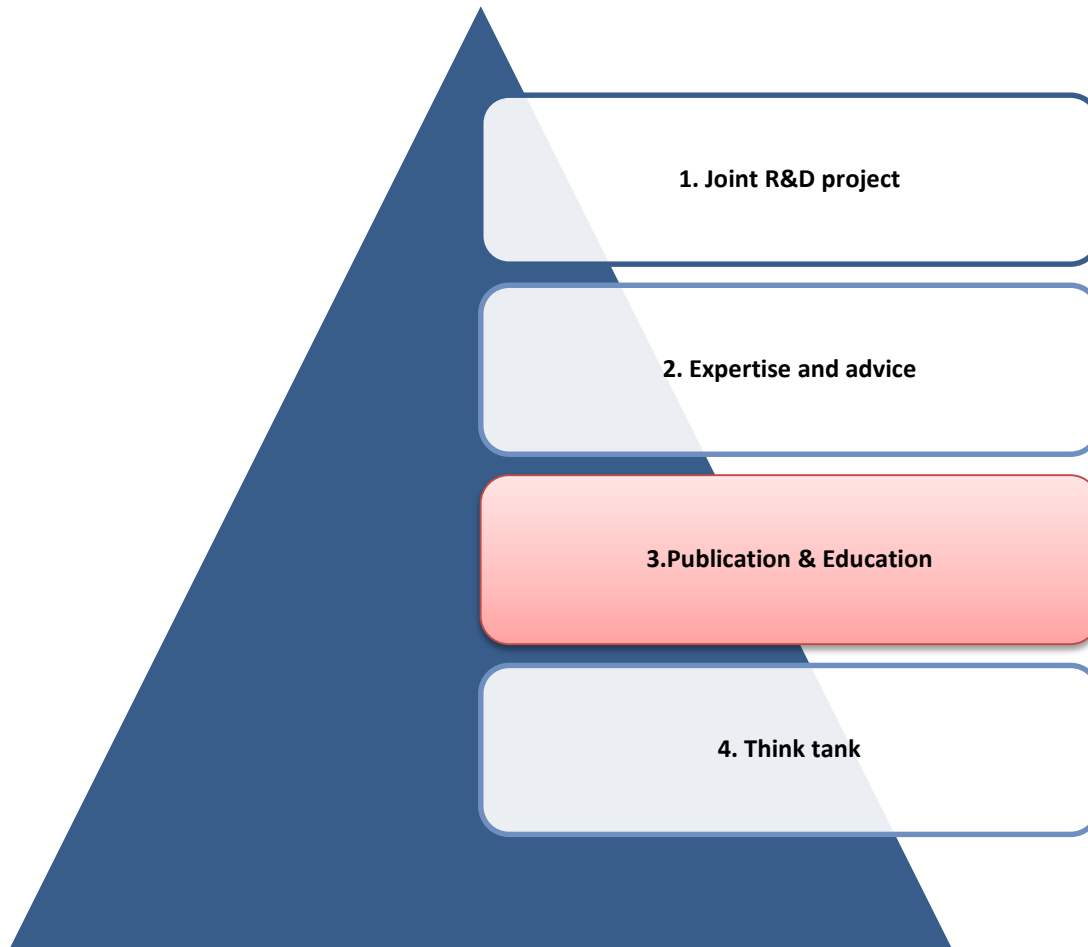 1. Joint R&D project
2. Expertise and advice
3.Publication & Education
4. Think tank